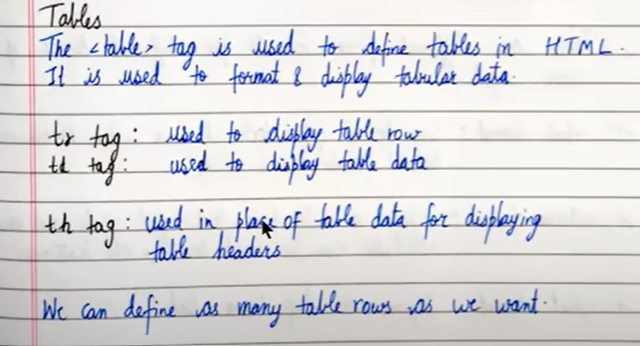 Tables
The <table> tag is used to define tables in HTML.
It is used to format & display tabular data.
tr tag : used to display table row
td tag : used to display table data
th tag : used in place of table data for displaying
table headers
We can define as many table rows as we want.